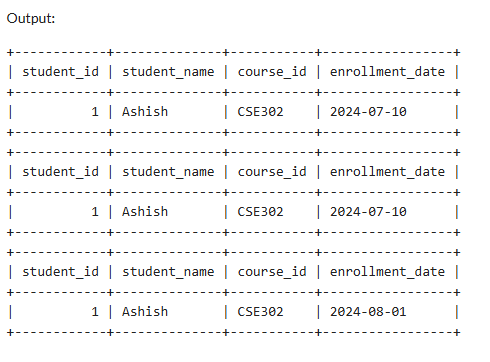 Output:
+------------+--------------+-----------+-----------------+
| student_id | student_name | course_id | enrollment_date |
+------------+--------------+-----------+-----------------+
|          1 | Ashish       | CSE302    | 2024-07-10      |
+------------+--------------+-----------+-----------------+
+------------+--------------+-----------+-----------------+
| student_id | student_name | course_id | enrollment_date |
+------------+--------------+-----------+-----------------+
|          1 | Ashish       | CSE302    | 2024-07-10      |
+------------+--------------+-----------+-----------------+
+------------+--------------+-----------+-----------------+
| student_id | student_name | course_id | enrollment_date |
+------------+--------------+-----------+-----------------+
|          1 | Ashish       | CSE302    | 2024-08-01      |
+------------+--------------+-----------+-----------------+